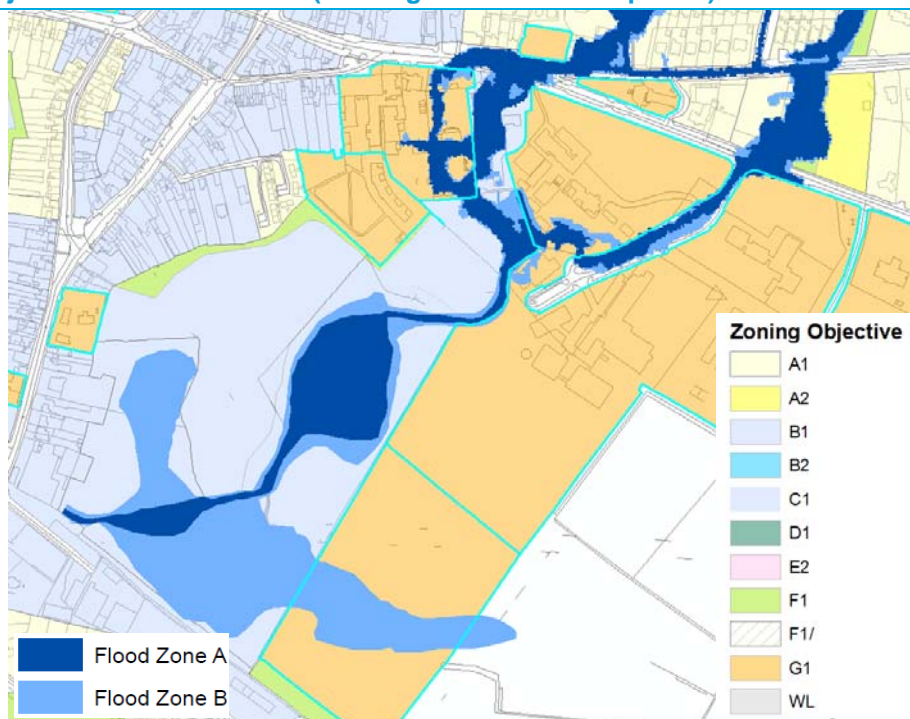 Zoning Objective
A1
A2
B1
B2
C1
D1
E2
F1
F1/
G1
WL
Flood Zone A
Flood Zone B